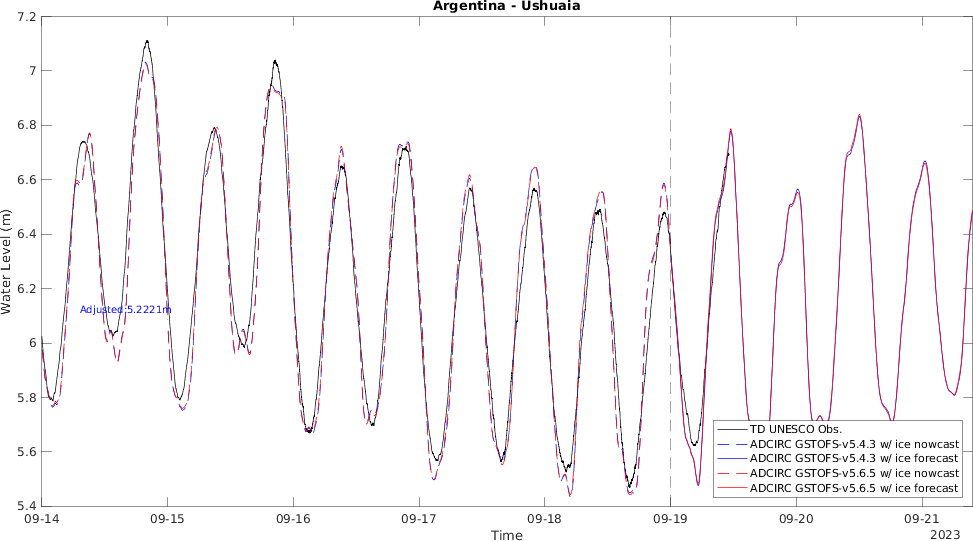 Argentina - Ushuaia
7.2
7
6.8
6.6
6.4
6.2
6
5.8
5.6
5.4
Water Level (m)
Adjusted:5.2221m
TD UNESCO Obs.
ADCIRC GSTOFS-v5.4.3 w/ ice nowcast
ADCIRC GSTOFS-v5.4.3 w/ ice forecast
ADCIRC GSTOFS-v5.6.5 w/ ice nowcast
ADCIRC GSTOFS-v5.6.5 w/ ice forecast
09-14 09-15 09-16 09-17 09-18 09-19 09-20 09-21
Time
2023